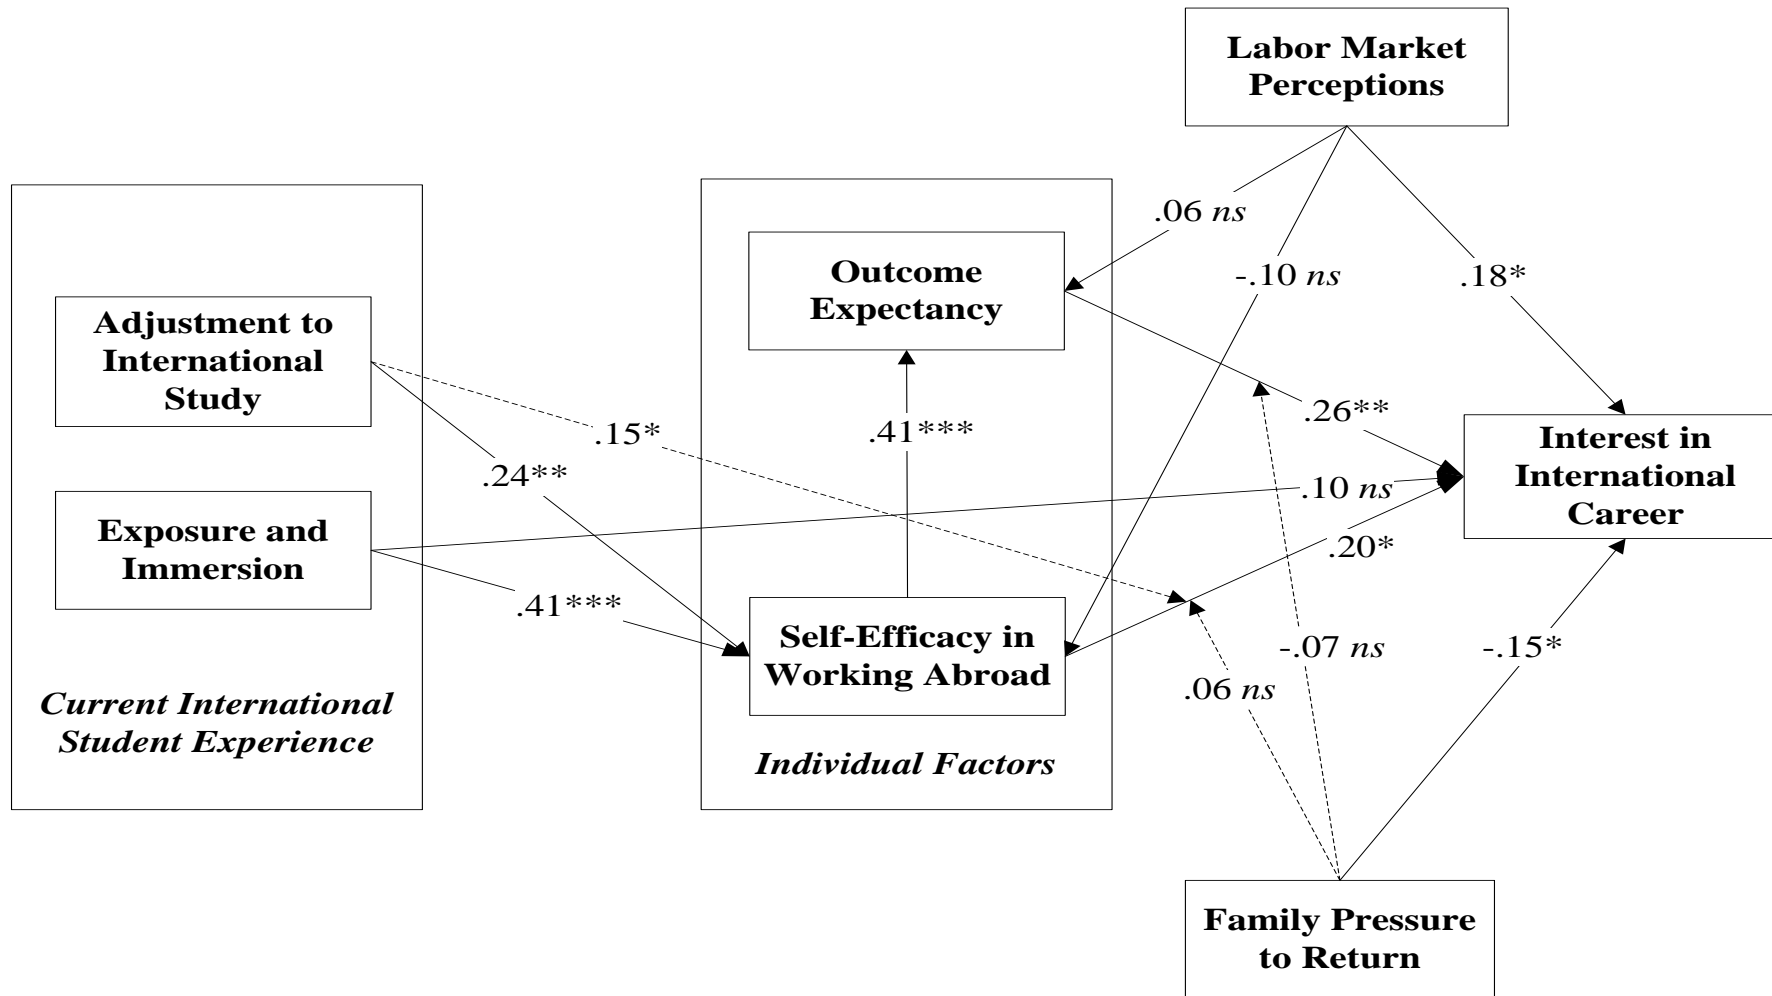 Labor Market
Perceptions
.06 ns
-.10 ns
.18*
Outcome
Expectancy
Adjustment to
International
Study
.15*
.41***
.26**
.24**
Interest in
International
Career
.10 ns
Exposure and
Immersion
.20*
.41***
Self-Efficacy in
Working Abroad
-.07 ns
-.15*
.06 ns
Current International
Student Experience
Individual Factors
Family Pressure
to Return